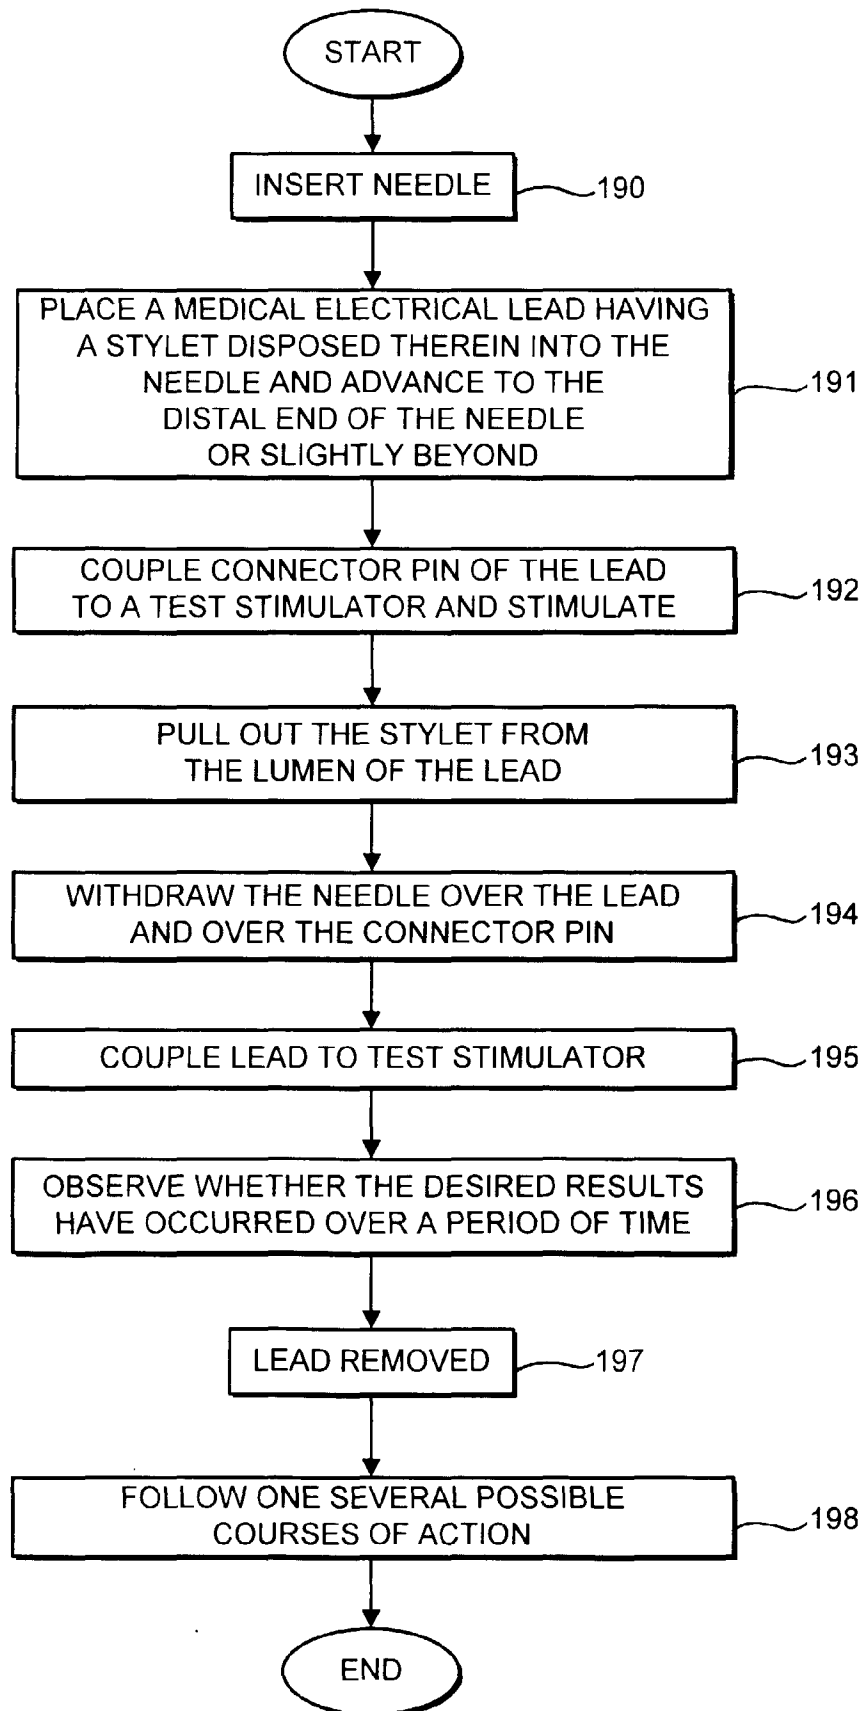 START
INSERT NEEDLE
190
PLACE A MEDICAL ELECTRICAL LEAD HAVING
A STYLET DISPOSED THEREIN INTO THE
NEEDLE AND ADVANCE TO THE
DISTAL END OF THE NEEDLE
OR SLIGHTLY BEYOND
191
COUPLE CONNECTOR PIN OF THE LEAD
TO A TEST STIMULATOR AND STIMULATE
192
PULL OUT THE STYLET FROM
THE LUMEN OF THE LEAD
193
WITHDRAW THE NEEDLE OVER THE LEAD
AND OVER THE CONNECTOR PIN
194
COUPLE LEAD TO TEST STIMULATOR
195
OBSERVE WHETHER THE DESIRED RESULTS
HAVE OCCURRED OVER A PERIOD OF TIME
196
LEAD REMOVED
197
FOLLOW ONE SEVERAL POSSIBLE
COURSES OF ACTION
198
END